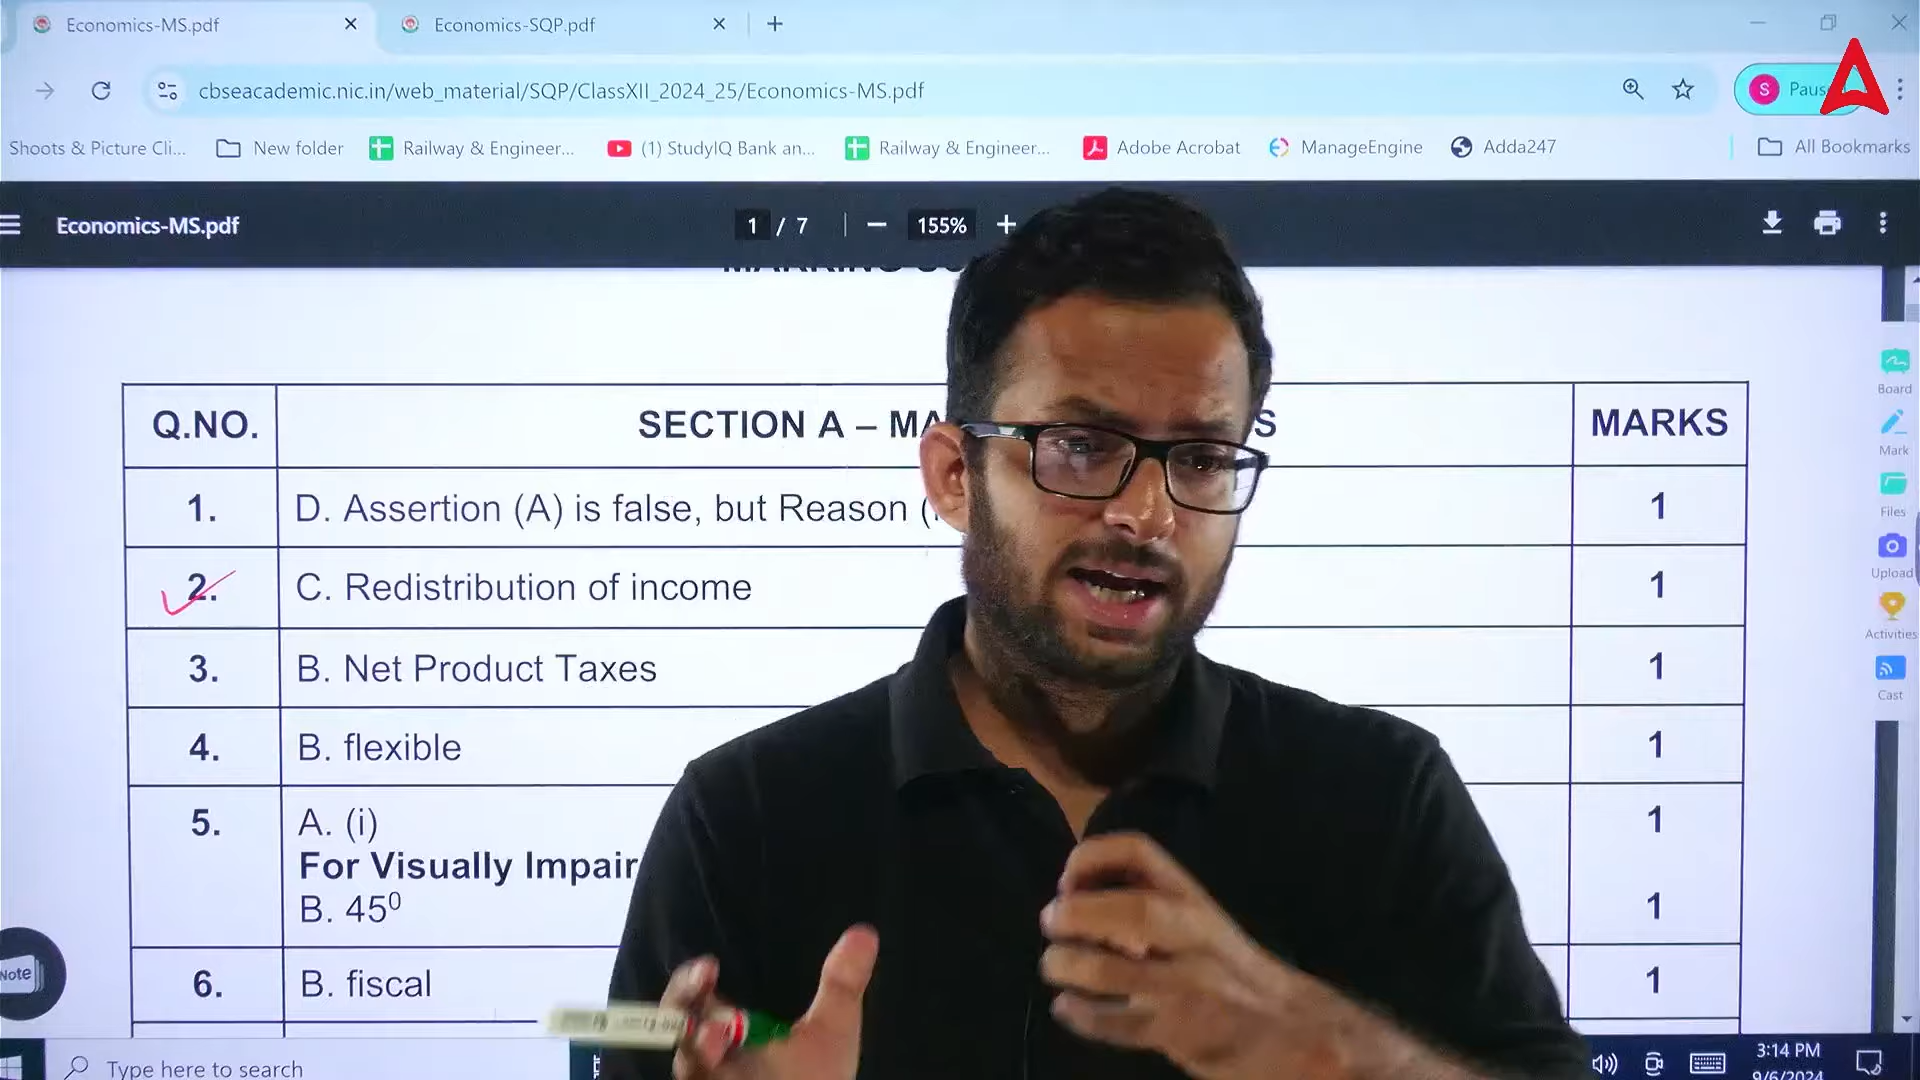 Economics-MS.pdf
Economics-SQP.pdf
cbseacademic.nic.in/web_material/SQP/ClassXII_2024_25/Economics-MS.pdf
S
Shoots & Picture Cli...
New folder
Railway & Engineer...
(1) StudyIQ Bank an...
Railway & Engineer...
Adobe Acrobat
ManageEngine
Adda247
All Bookmarks
Economics-MS.pdf
1 / 7
155%
Q.NO.
SECTION A – MA
S
MARKS
1.
D. Assertion (A) is false, but Reason (
1
2.
C. Redistribution of income
1
3.
B. Net Product Taxes
1
4.
B. flexible
1
5.
A. (i)
1
For Visually Impair
B. 45⁰
1
6.
B. fiscal
1
Board
Mark
Files
Upload
Activities
Cast
Note
Type here to search
3:14 PM
9/6/2024